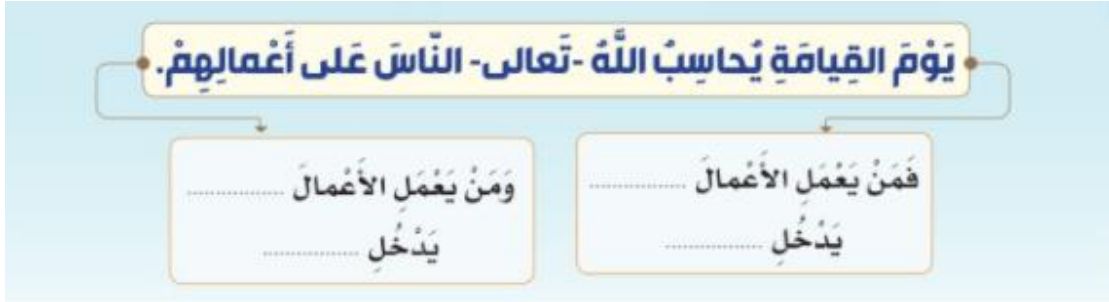 يَوْمَ القِيامَةِ يُحاسِبُ اللَّهُ -تَعالى- النّاسَ عَلى أَعْمالِهِمْ.
فَمَنْ يَعْمَلِ الأَعْمالَ ................
يَدْخُلِ ................
وَمَنْ يَعْمَلِ الأَعْمالَ ................
يَدْخُلِ ................